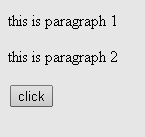 this is paragraph 1
this is paragraph 2
click